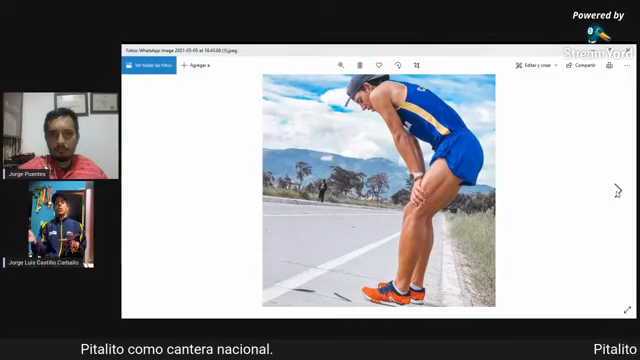 Powered by
StreamYard
Fotos: WhatsApp Image 2021-05-05 at 18.43.08 (1).jpeg
Ver todas las fotos
Agregar a
Editar y crear
Compartir
Jorge Puentes
Jorge Luis Castillo Carballo
Pitalito como cantera nacional.
Pitalito